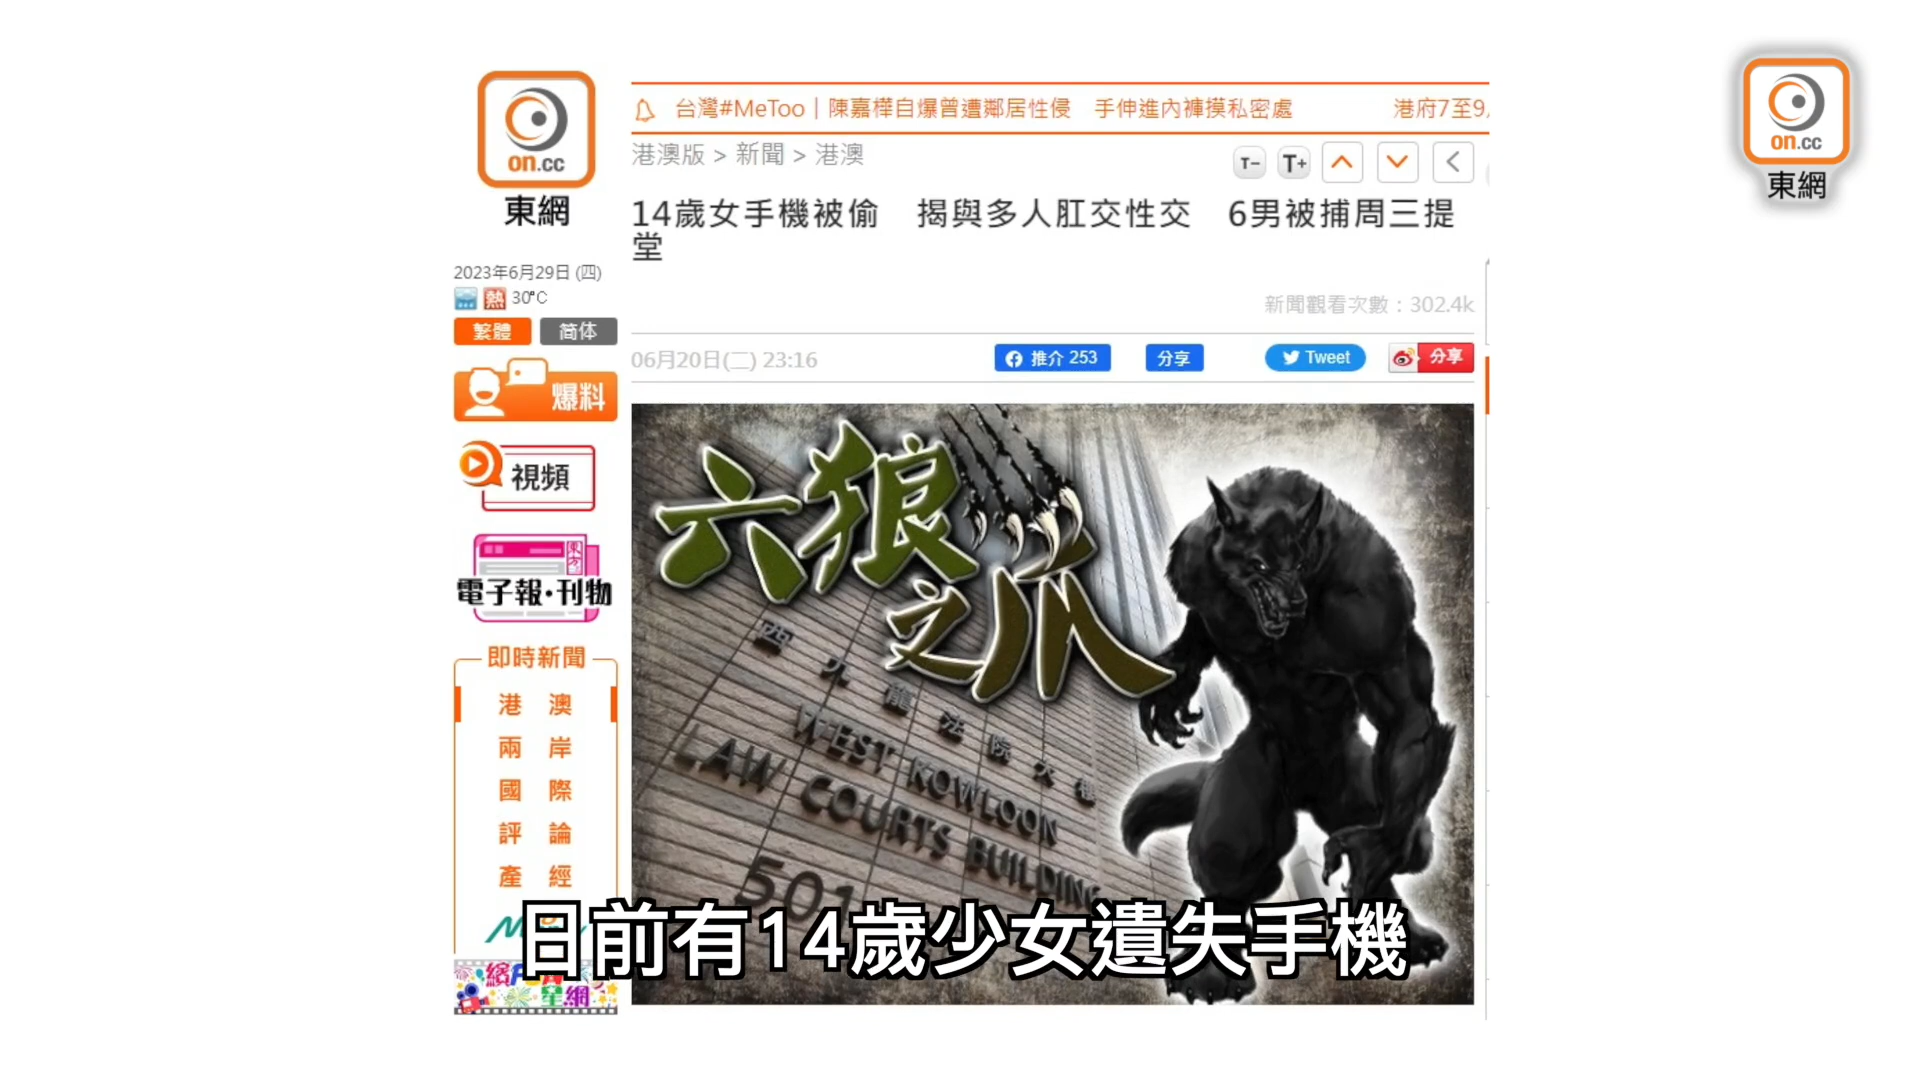 on.cc
東網
台灣#MeToo｜陳嘉樺自爆曾遭鄰居性侵　手伸進內褲摸私密處
港府7至9
港澳版 > 新聞 > 港澳
T−
T+
14歲女手機被偷　揭與多人肛交性交　6男被捕周三提
堂
2023年6月29日 (四)
熱 30°C
繁體
简体
新聞觀看次數：302.4k
06月20日(二) 23:16
推介 253
分享
Tweet
分享
爆料
視頻
東方
電子報·刊物
即時新聞
港澳
兩岸
國際
評論
產經
六狼之爪
西九龍法院大樓
WEST KOWLOON
LAW COURTS BUILDING
501
日前有14歲少女遺失手機
on.cc
東網